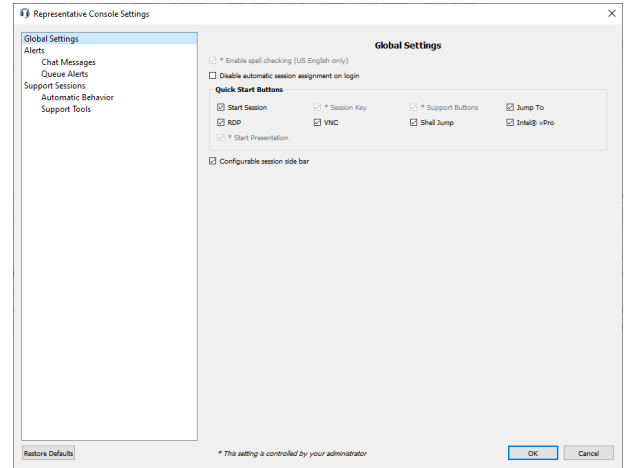 Representative Console Settings
Global Settings
Alerts
Chat Messages
Queue Alerts
Support Sessions
Automatic Behavior
Support Tools
Global Settings
* Enable spell checking (US English only)
Disable automatic session assignment on login
Quick Start Buttons
Start Session * Session Key * Support Buttons Jump To
RDP VNC Shell Jump Intel® vPro
* Start Presentation
Configurable session side bar
Restore Defaults * This setting is controlled by your administrator OK Cancel